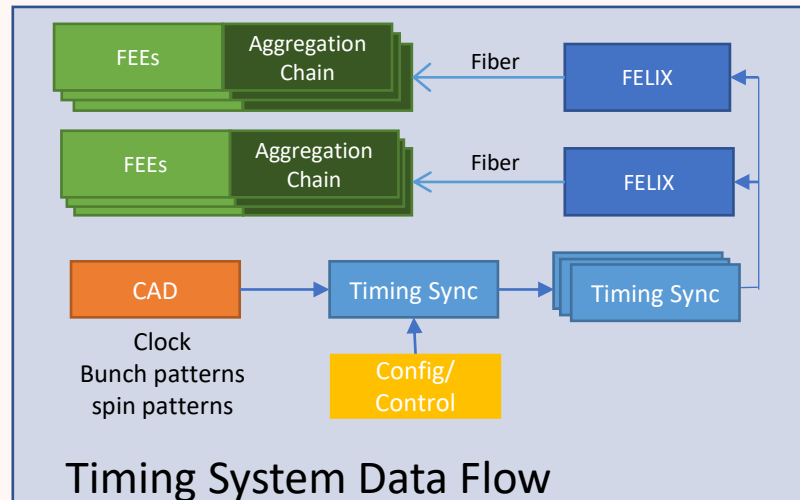 FEEs
Aggregation
Chain
Fiber
FELIX
FEEs
Aggregation
Chain
Fiber
FELIX
CAD
Timing Sync
Timing Sync
Clock
Bunch patterns
spin patterns
Config/
Control
Timing System Data Flow